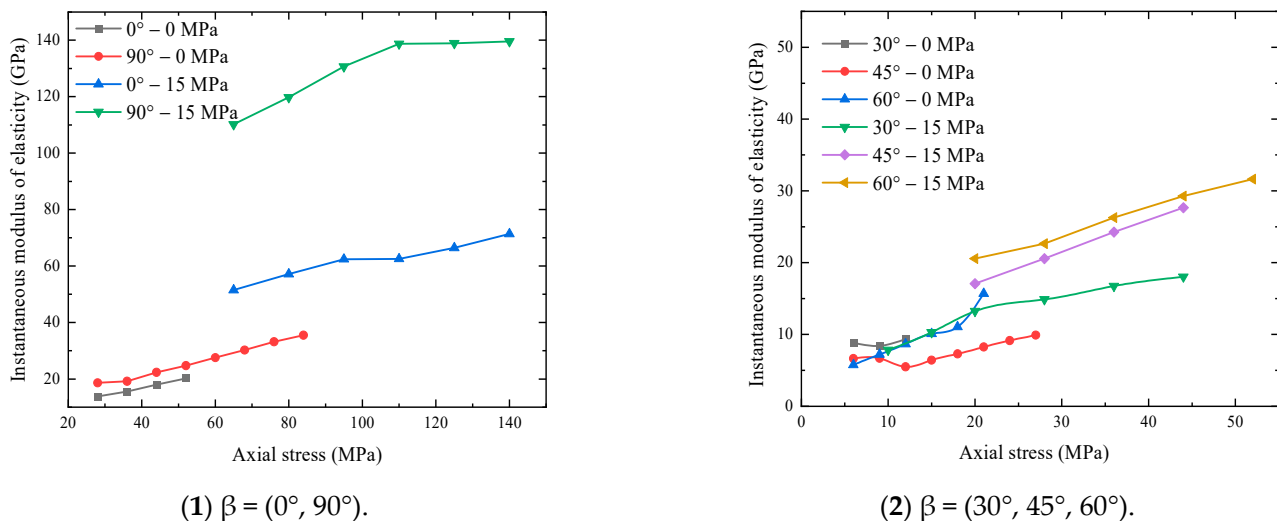 0° – 0 MPa
90° – 0 MPa
0° – 15 MPa
90° – 15 MPa
Instantaneous modulus of elasticity (GPa)
140
120
100
80
60
40
20
20 40 60 80 100 120 140
Axial stress (MPa)
(1) β = (0°, 90°).
30° – 0 MPa
45° – 0 MPa
60° – 0 MPa
30° – 15 MPa
45° – 15 MPa
60° – 15 MPa
Instantaneous modulus of elasticity (GPa)
50
40
30
20
10
0
0 10 20 30 40 50
Axial stress (MPa)
(2) β = (30°, 45°, 60°).